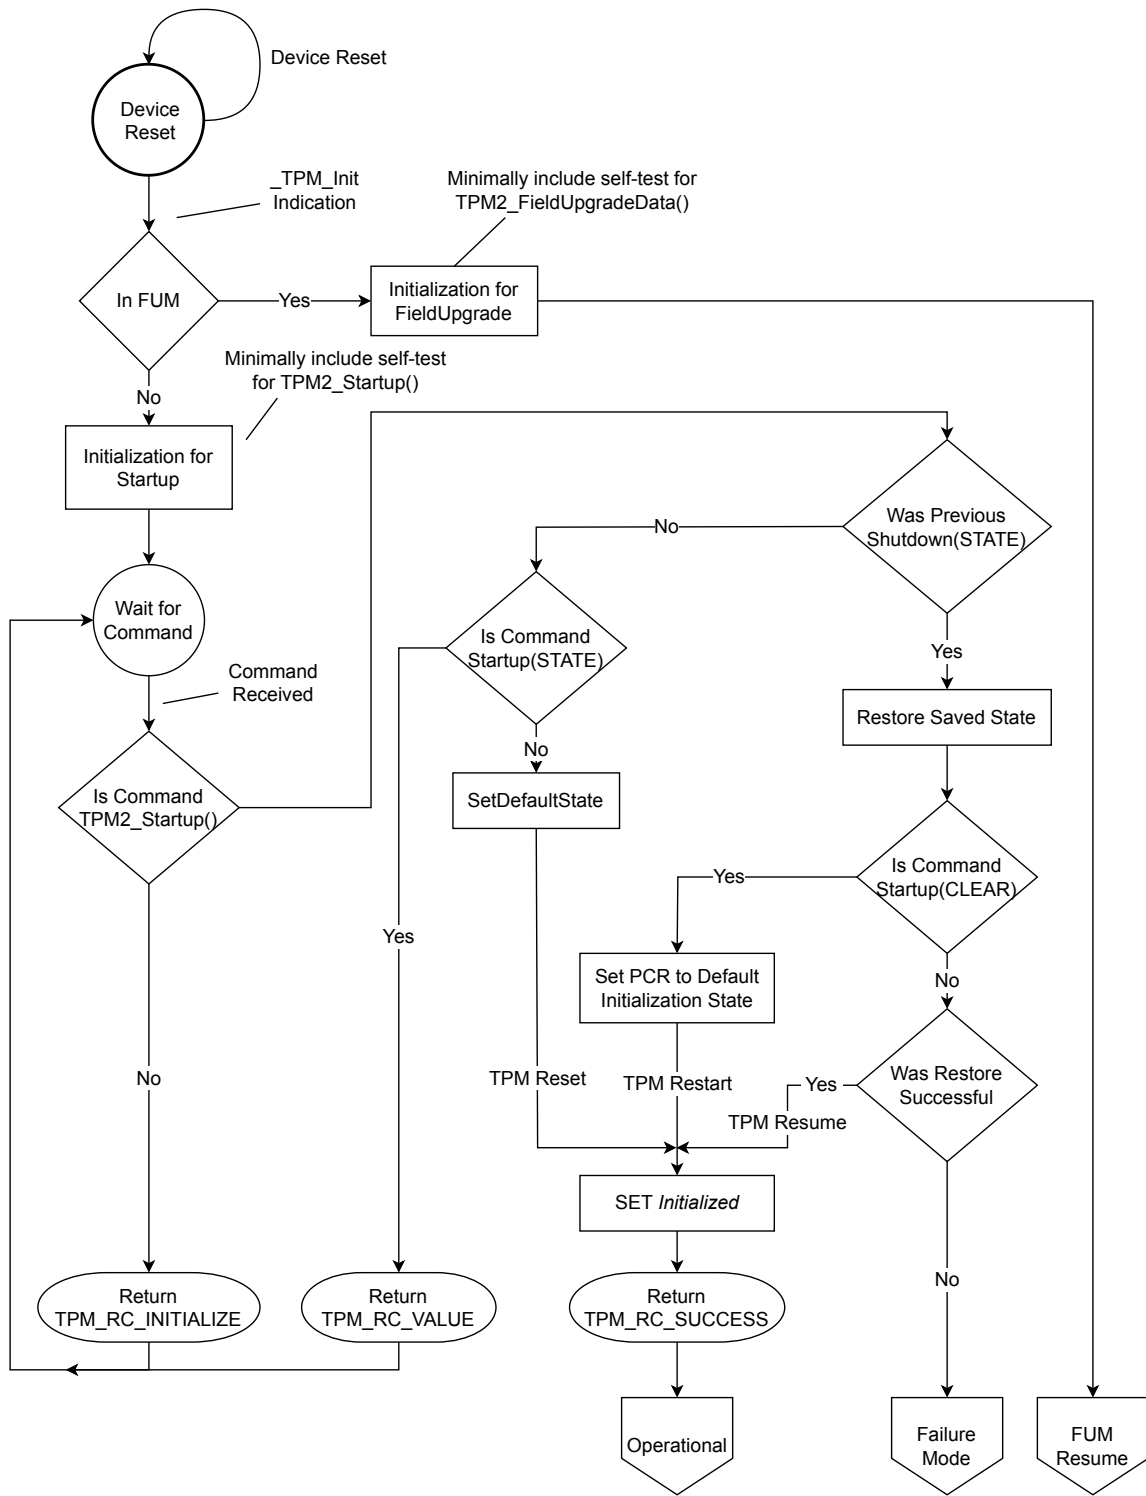 Device Reset
Device
Reset
_TPM_Init
Indication
Minimally include self-test for
TPM2_FieldUpgradeData()
In FUM
Yes
Initialization for
FieldUpgrade
Minimally include self-test
for TPM2_Startup()
No
Initialization for
Startup
Was Previous
Shutdown(STATE)
No
Wait for
Command
Is Command
Startup(STATE)
Yes
Command
Received
Restore Saved State
No
Is Command
TPM2_Startup()
SetDefaultState
Is Command
Startup(CLEAR)
Yes
Yes
Set PCR to Default
Initialization State
No
No
TPM Reset
TPM Restart
Yes
Was Restore
Successful
TPM Resume
SET Initialized
No
Return
TPM_RC_INITIALIZE
Return
TPM_RC_VALUE
Return
TPM_RC_SUCCESS
Operational
Failure
Mode
FUM
Resume